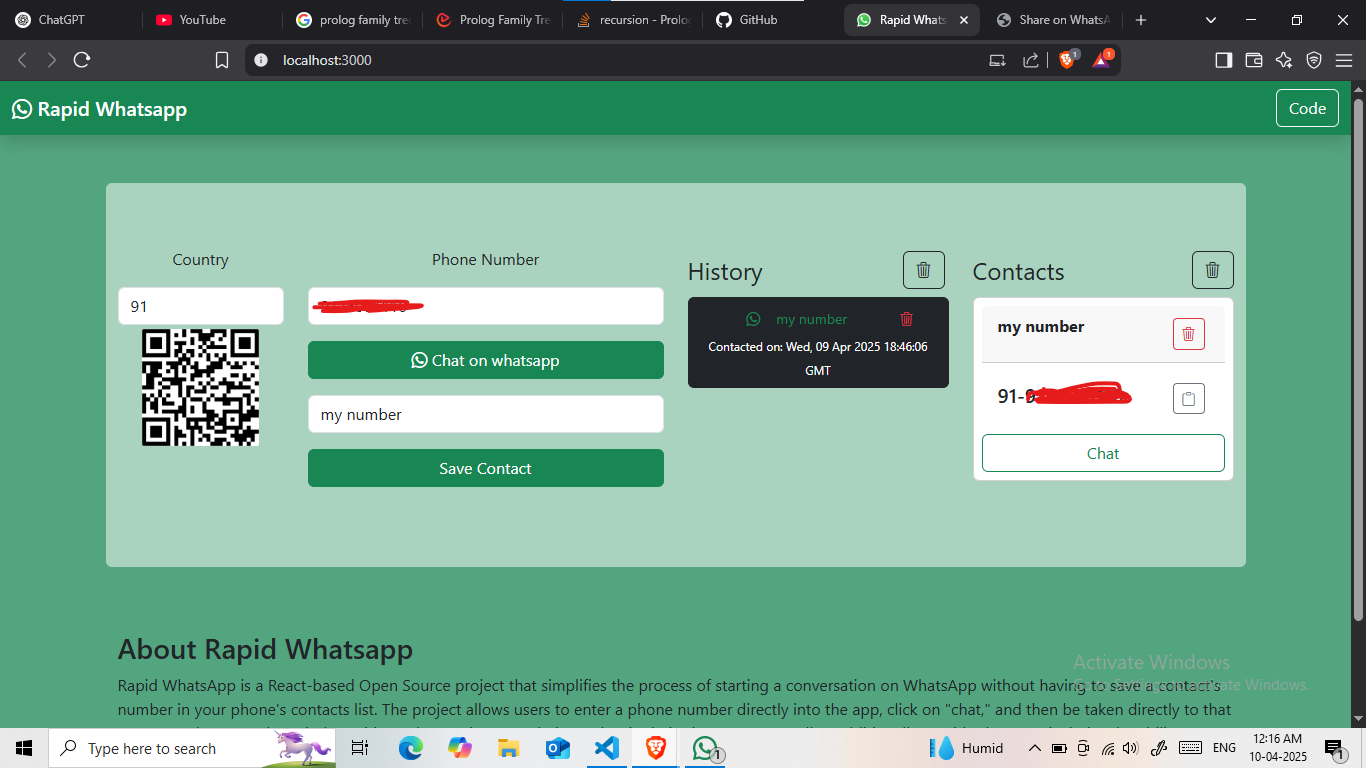 ChatGPT
YouTube
prolog family tre
Prolog Family Tre
recursion - Prolo
GitHub
Rapid Whats
Share on WhatsA
localhost:3000
1
1
Rapid Whatsapp
Code
Country
Phone Number
History
Contacts
91
Chat on whatsapp
my number
Save Contact
my number
Contacted on: Wed, 09 Apr 2025 18:46:06
GMT
my number
91-9
Chat
About Rapid Whatsapp
Rapid WhatsApp is a React-based Open Source project that simplifies the process of starting a conversation on WhatsApp without having to save a contact's
number in your phone's contacts list. The project allows users to enter a phone number directly into the app, click on "chat," and then be taken directly to that
Activate Windows
Go to Settings to activate Windows.
Type here to search
1
Humid
ENG
12:16 AM
10-04-2025
1